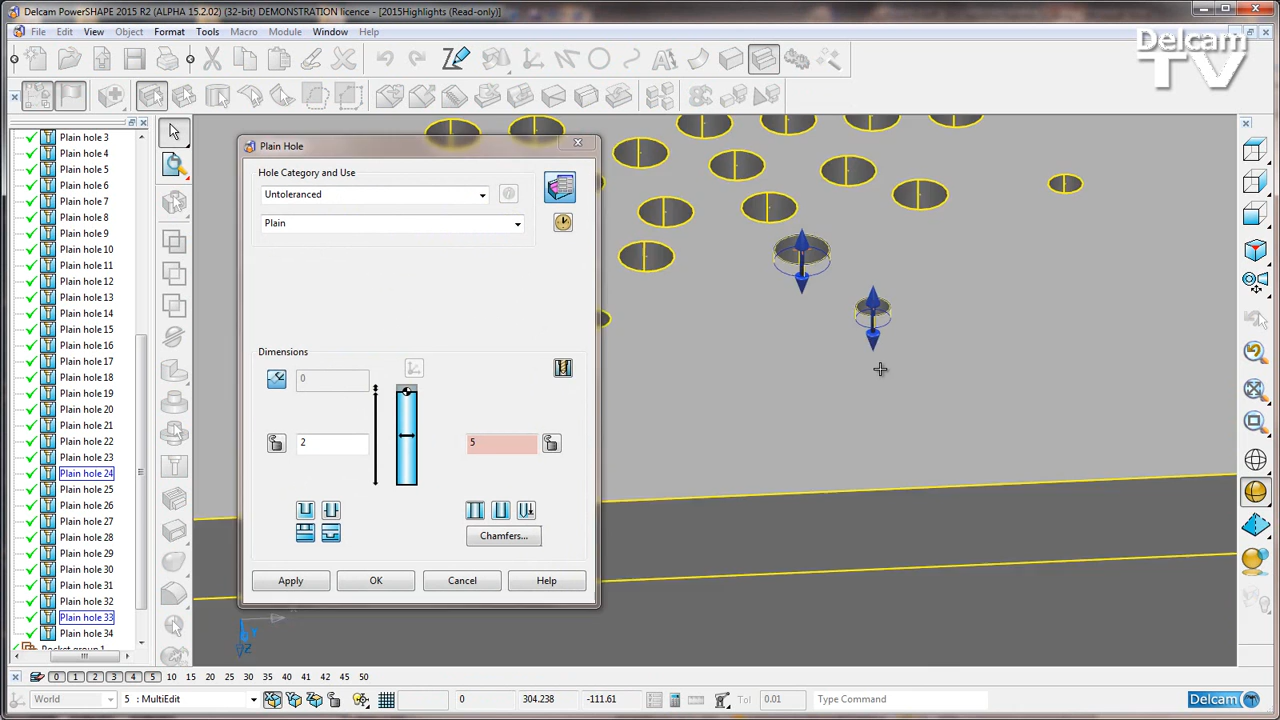 Delcam PowerSHAPE 2015 R2 (ALPHA 15.2.02) (32-bit) DEMONSTRATION licence - [2015Highlights (Read-only)]
File Edit View Object Format Tools Macro Module Window Help
Delcam
TV
Plain hole 3
Plain hole 4
Plain hole 5
Plain hole 6
Plain hole 7
Plain hole 8
Plain hole 9
Plain hole 10
Plain hole 11
Plain hole 12
Plain hole 13
Plain hole 14
Plain hole 15
Plain hole 16
Plain hole 17
Plain hole 18
Plain hole 19
Plain hole 20
Plain hole 21
Plain hole 22
Plain hole 23
Plain hole 24
Plain hole 25
Plain hole 26
Plain hole 27
Plain hole 28
Plain hole 29
Plain hole 30
Plain hole 31
Plain hole 32
Plain hole 33
Plain hole 34
Pocket group 1
Plain Hole
Hole Category and Use
Untoleranced
Plain
Dimensions
0
2
5
Chamfers...
Apply OK Cancel Help
0 1 2 3 4 5 10 15 20 25 30 41 42 45 50
World 5 : MultiEdit 0 304.238 -111.61 Tol 0.01 Type Command Delcam